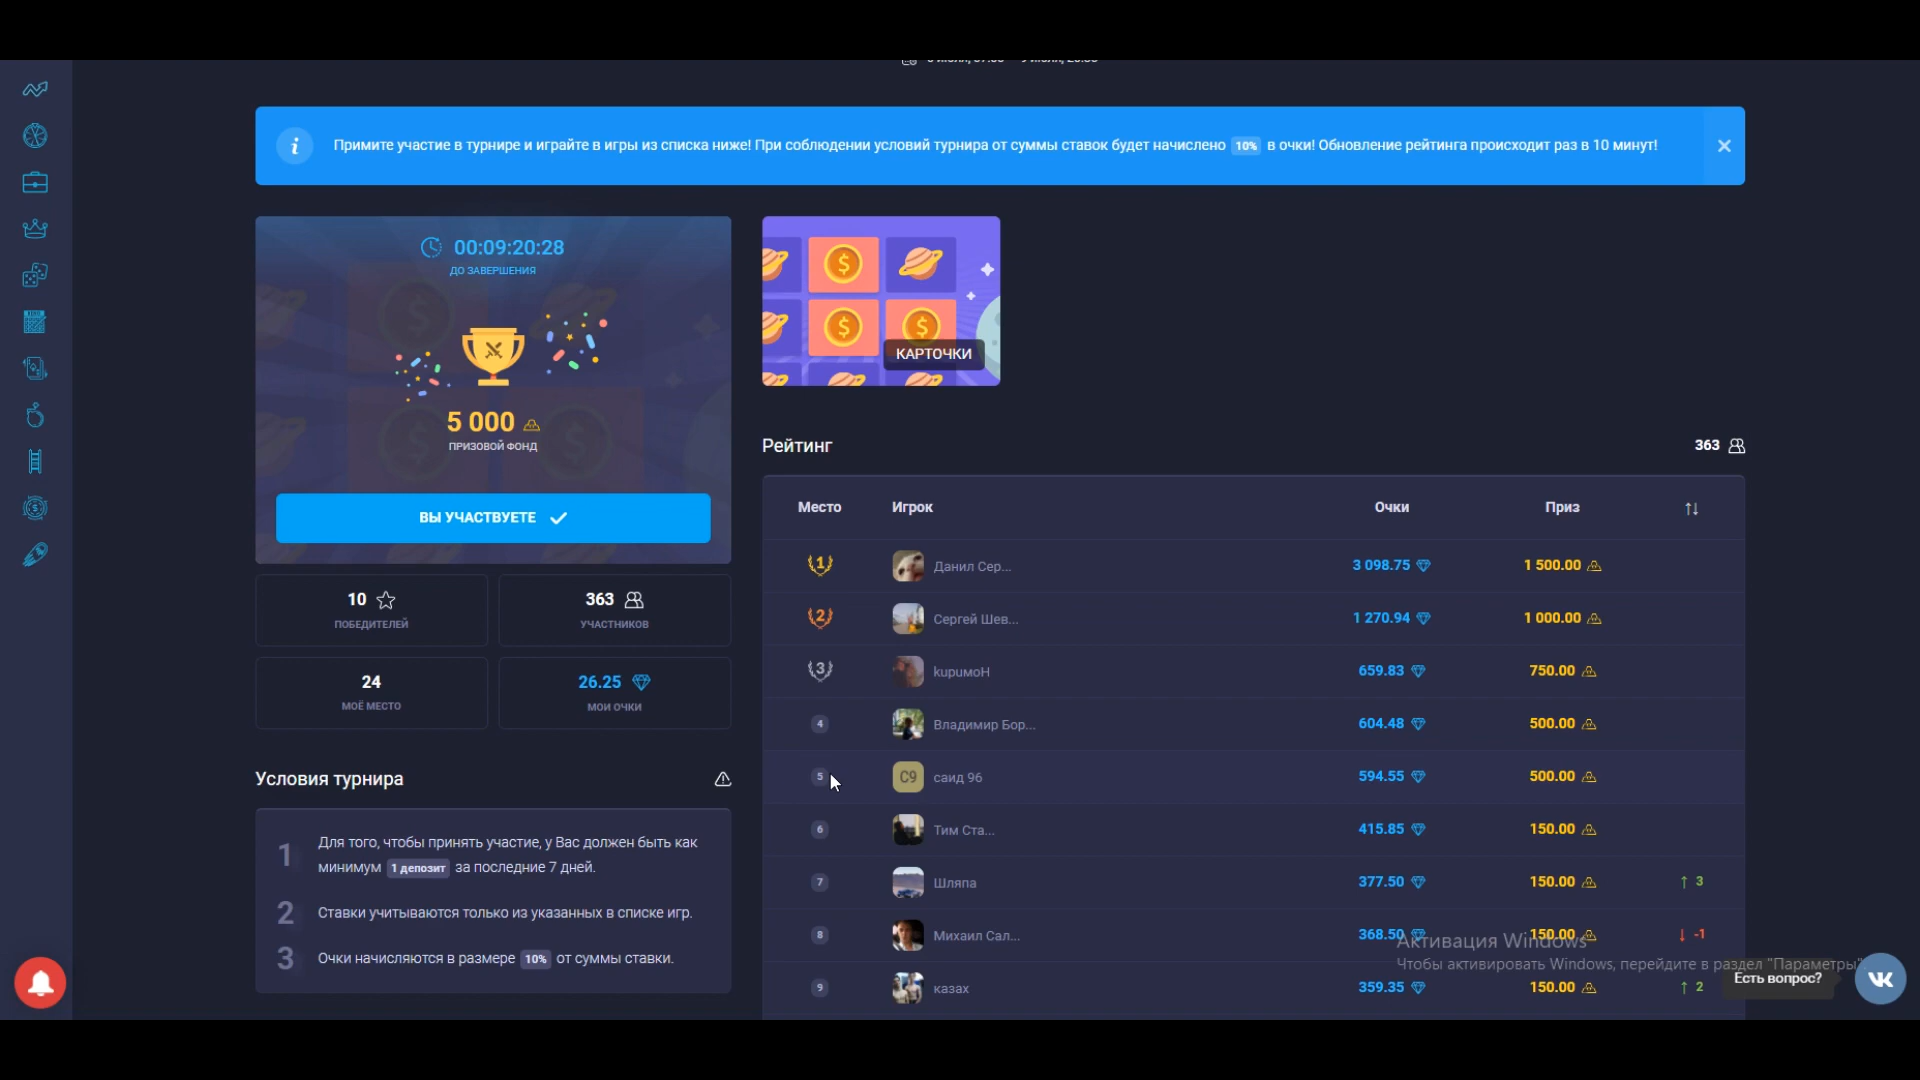 Примите участие в турнире и играйте в игры из списка ниже! При соблюдении условий турнира от суммы ставок будет начислено 10% в очки! Обновление рейтинга происходит раз в 10 минут!
00:09:20:28
ДО ЗАВЕРШЕНИЯ
5 000
ПРИЗОВОЙ ФОНД
ВЫ УЧАСТВУЕТЕ
10
ПОБЕДИТЕЛЕЙ
363
УЧАСТНИКОВ
24
МОЁ МЕСТО
26.25
МОИ ОЧКИ
Условия турнира
1 Для того, чтобы принять участие, у Вас должен быть как
минимум 1 депозит за последние 7 дней.
2 Ставки учитываются только из указанных в списке игр.
3 Очки начисляются в размере 10% от суммы ставки.
КАРТОЧКИ
Рейтинг 363
Место Игрок Очки Приз
1 Данил Сер... 3 098.75 1 500.00
2 Сергей Шев... 1 270.94 1 000.00
3 kupuмoH 659.83 750.00
4 Владимир Бор... 604.48 500.00
5 С9 саид 96 594.55 500.00
6 Тим Ста... 415.85 150.00
7 Шляпа 377.50 150.00 ↑ 3
8 Михаил Сал... 368.50 150.00 ↓ -1
9 казах 359.35 150.00 ↑ 2
Активация Windows
Чтобы активировать Windows, перейдите в раздел "Параметры"
Есть вопрос?